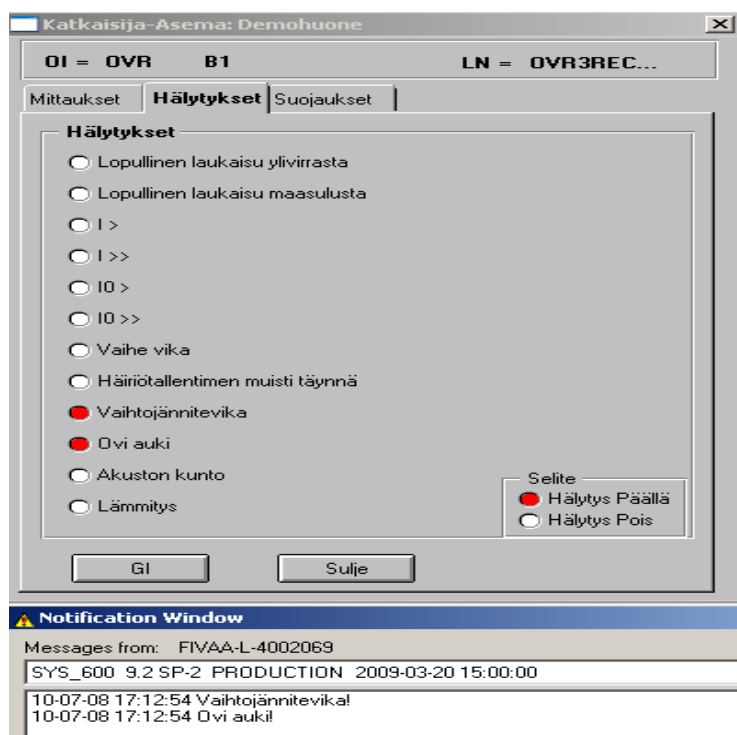 Katkaisija-Asema: Demohuone
OI = OVR B1 LN = OVR3REC...
Mittaukset Hälytykset Suojaukset
Hälytykset
Lopullinen laukaisu ylivirrasta
Lopullinen laukaisu maasulusta
I >
I >>
I0 >
I0 >>
Vaihe vika
Häiriötallentimen muisti täynnä
Vaihtojännitevika
Ovi auki
Akuston kunto
Lämmitys
Selite
Hälytys Päällä
Hälytys Pois
GI Sulje
Notification Window
Messages from: FIVAA-L-4002069
SYS_600 9.2 SP-2 PRODUCTION 2009-03-20 15:00:00
10-07-08 17:12:54 Vaihtojännitevika!
10-07-08 17:12:54 Ovi auki!